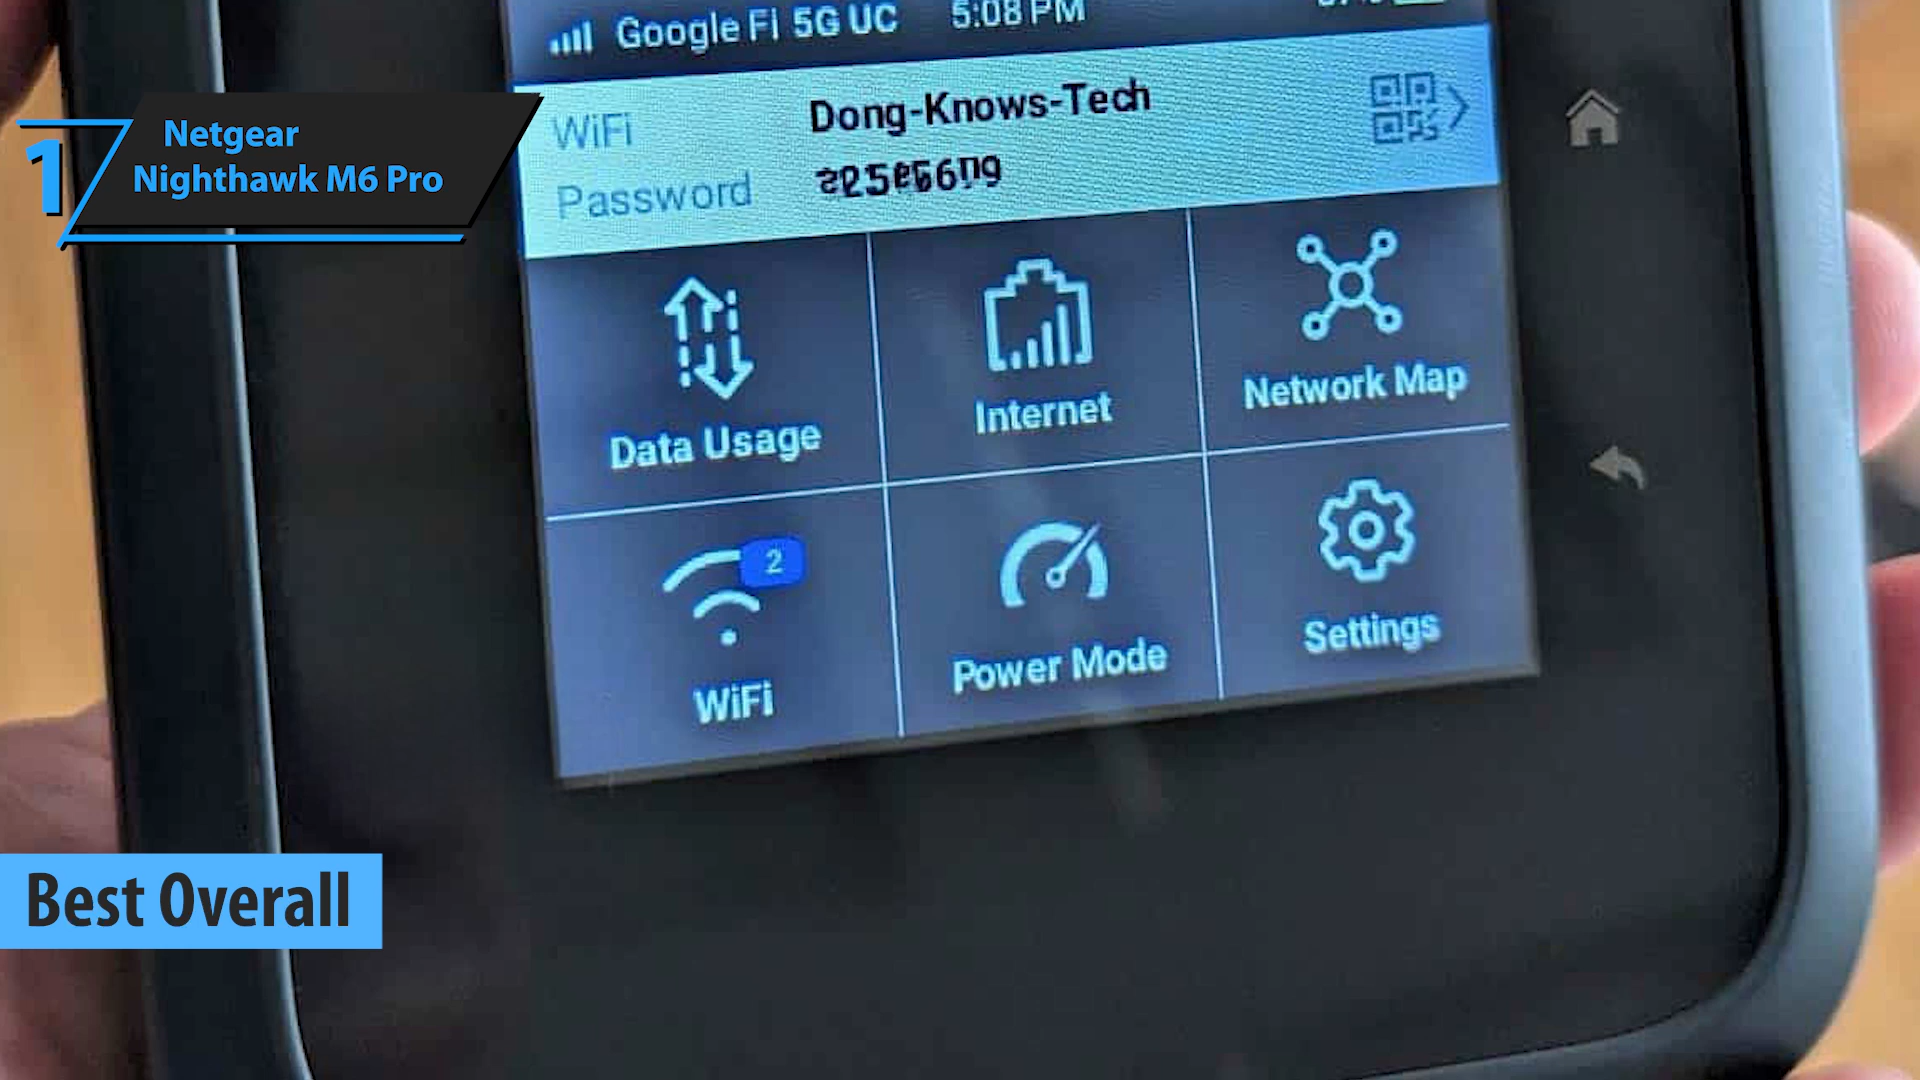 Google Fi 5G UC 5:08 PM
WiFi Dong-Knows-Tech
Password
1 Netgear
Nighthawk M6 Pro
Data Usage
Internet
Network Map
2
WiFi
Power Mode
Settings
Best Overall